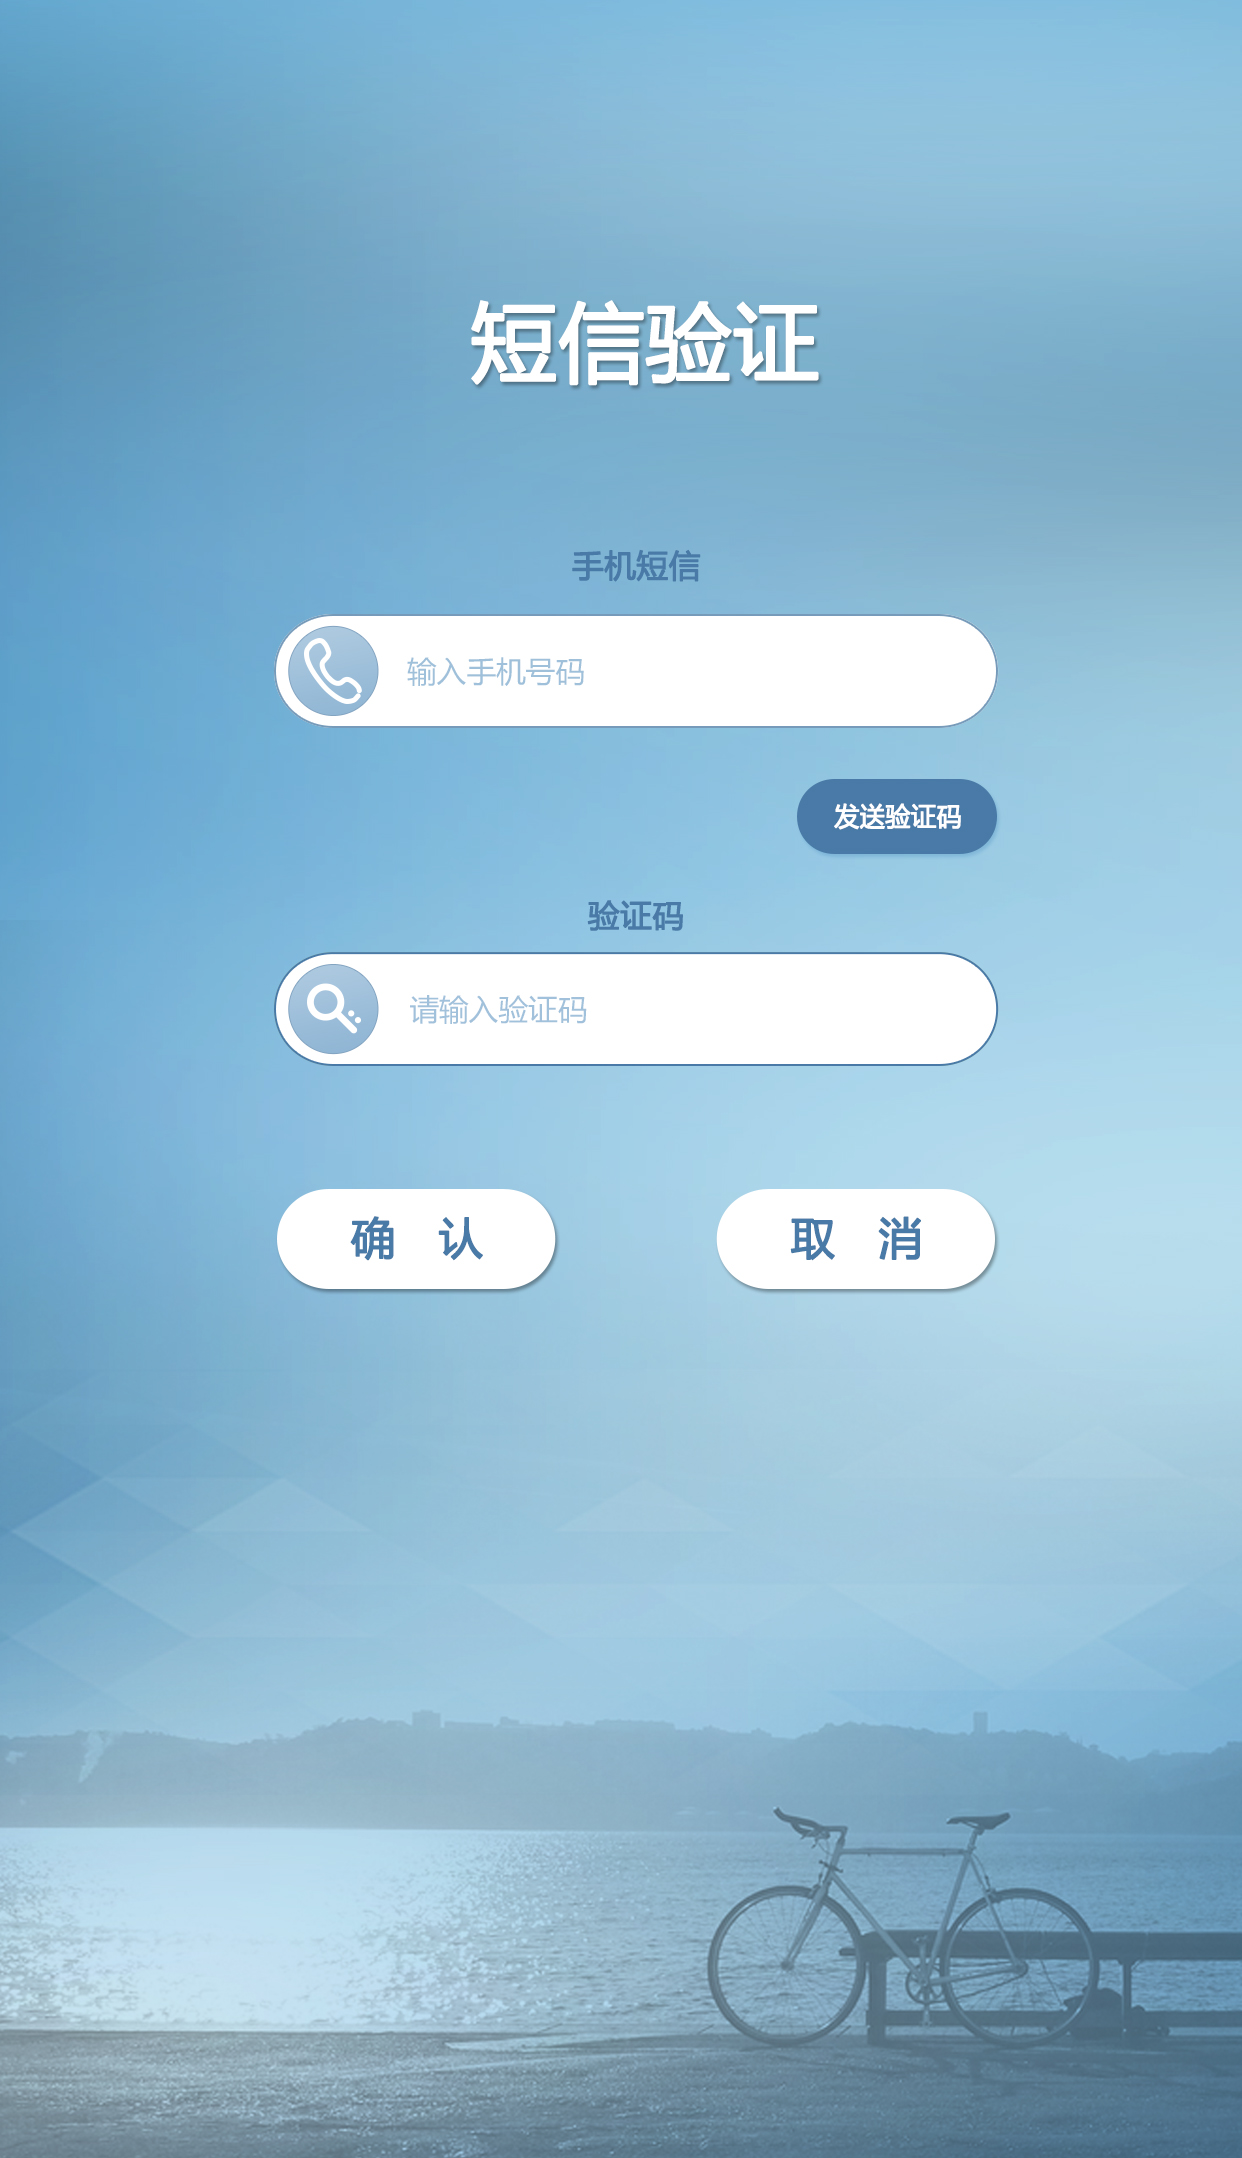 短信验证
手机短信
输入手机号码
发送验证码
验证码
请输入验证码
确 认
取 消